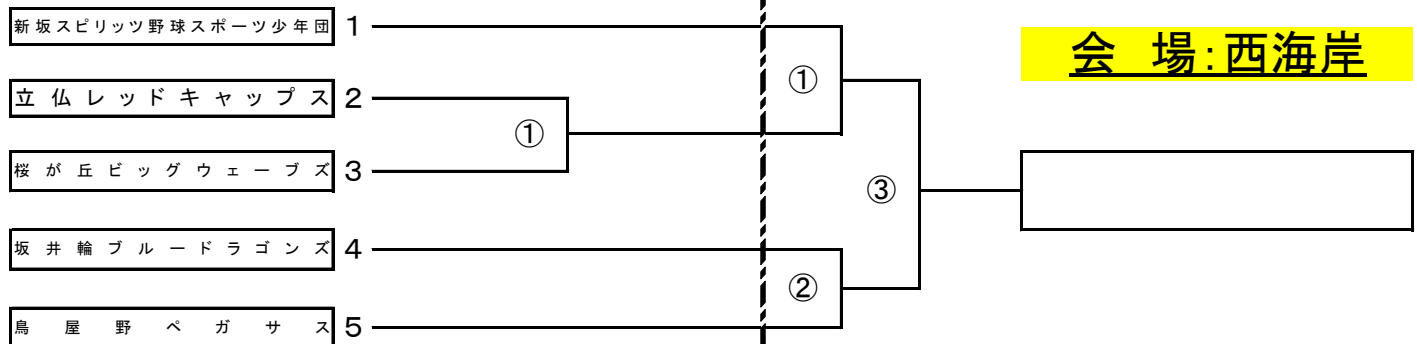 新坂スピリッツ野球スポーツ少年団 1
会 場:西海岸
①
立仏レッドキャップス 2
①
桜が丘ビッグウェーブズ 3
③
坂井輪ブルードラゴンズ 4
②
鳥屋野ペガサス 5